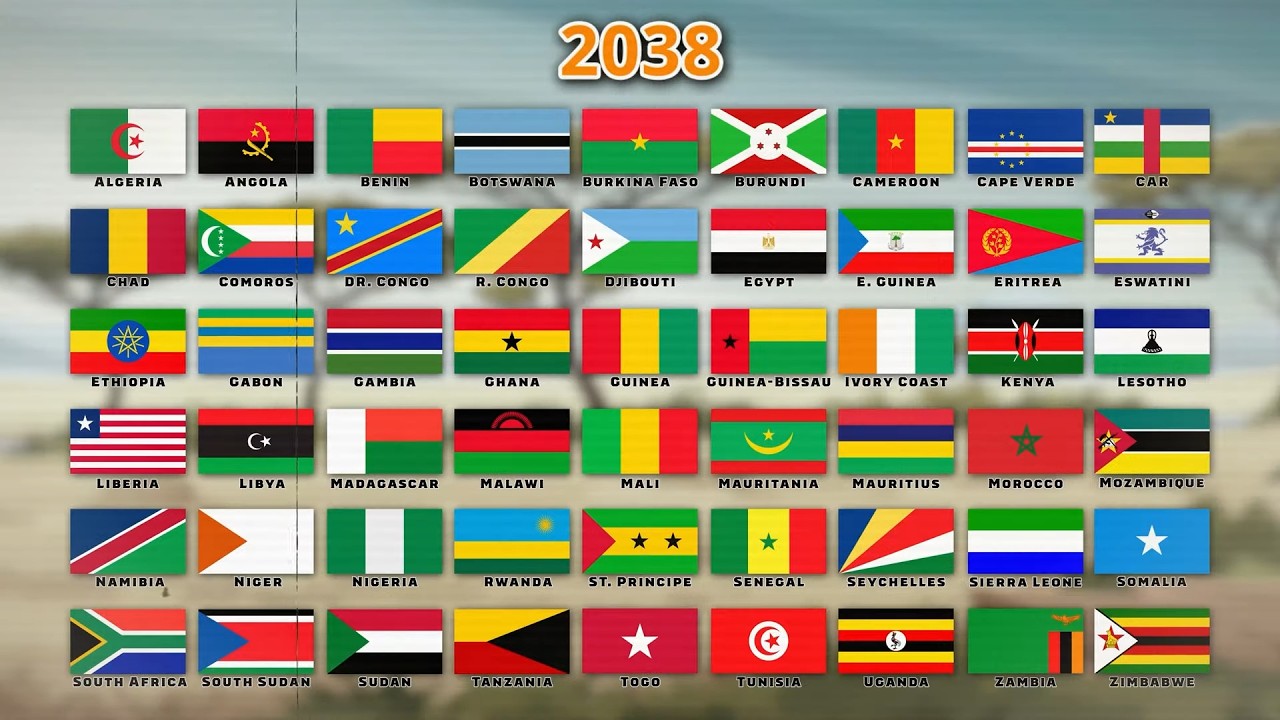 2038
ALGERIA ANGOLA BENIN BOTSWANA BURKINA FASO BURUNDI CAMEROON CAPE VERDE CAR
CHAD COMOROS DR. CONGO R. CONGO DJIBOUTI EGYPT E. GUINEA ERITREA ESWATINI
ETHIOPIA GABON GAMBIA GHANA GUINEA GUINEA-BISSAU IVORY COAST KENYA LESOTHO
LIBERIA LIBYA MADAGASCAR MALAWI MALI MAURITANIA MAURITIUS MOROCCO MOZAMBIQUE
NAMIBIA NIGER NIGERIA RWANDA ST. PRINCIPE SENEGAL SEYCHELLES SIERRA LEONE SOMALIA
SOUTH AFRICA SOUTH SUDAN SUDAN TANZANIA TOGO TUNISIA UGANDA ZAMBIA ZIMBABWE